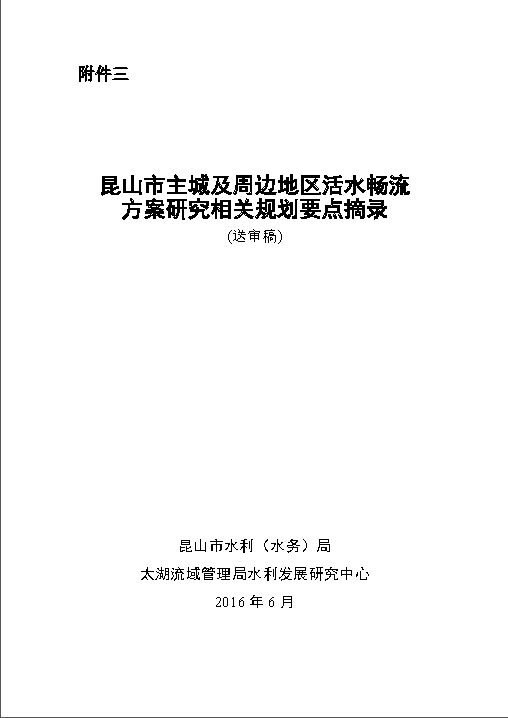 附件三
昆山市主城及周边地区活水畅流
方案研究相关规划要点摘录
(送审稿)
昆山市水利（水务）局
太湖流域管理局水利发展研究中心
2016 年 6 月